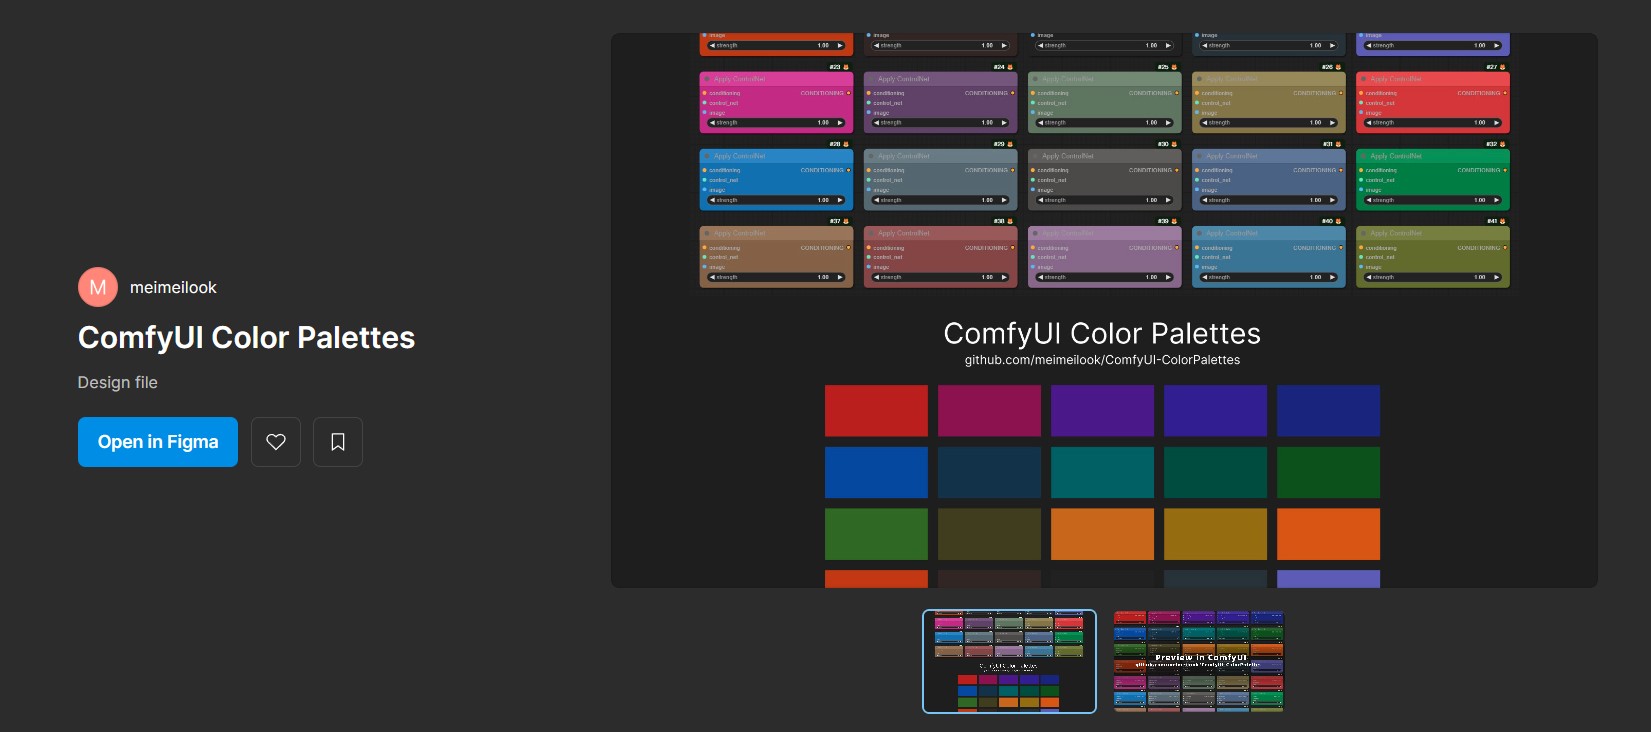 M
meimeilook
ComfyUI Color Palettes
Design file
Open in Figma
image image image image image
strength 1.00 strength 1.00 strength 1.00 strength 1.00 strength 1.00
#23 #24 #25 #26 #27
Apply ControlNet Apply ControlNet Apply ControlNet Apply ControlNet Apply ControlNet
conditioning CONDITIONING conditioning CONDITIONING conditioning CONDITIONING conditioning CONDITIONING conditioning CONDITIONING
control_net control_net control_net control_net control_net
image image image image image
strength 1.00 strength 1.00 strength 1.00 strength 1.00 strength 1.00
#28 #29 #30 #31 #32
Apply ControlNet Apply ControlNet Apply ControlNet Apply ControlNet Apply ControlNet
conditioning CONDITIONING conditioning CONDITIONING conditioning CONDITIONING conditioning CONDITIONING conditioning CONDITIONING
control_net control_net control_net control_net control_net
image image image image image
strength 1.00 strength 1.00 strength 1.00 strength 1.00 strength 1.00
#37 #38 #39 #40 #41
Apply ControlNet Apply ControlNet Apply ControlNet Apply ControlNet Apply ControlNet
conditioning CONDITIONING conditioning CONDITIONING conditioning CONDITIONING conditioning CONDITIONING conditioning CONDITIONING
control_net control_net control_net control_net control_net
image image image image image
strength 1.00 strength 1.00 strength 1.00 strength 1.00 strength 1.00
ComfyUI Color Palettes
github.com/meimeilook/ComfyUI-ColorPalettes
ComfyUI Color Palettes
Preview in ComfyUI